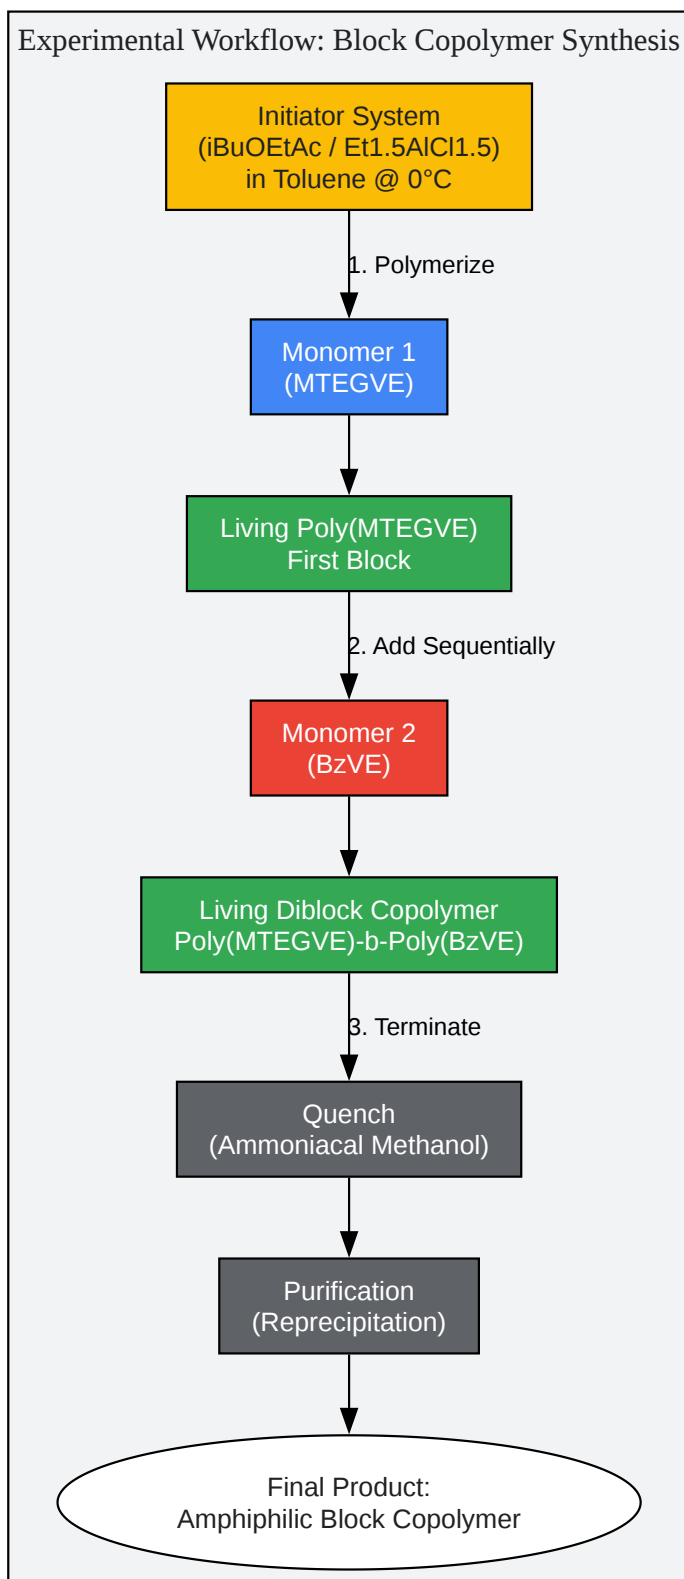 Experimental Workflow: Block Copolymer Synthesis
Initiator System
(iBuOEtAc / Et1.5AlCl1.5)
in Toluene @ 0°C
1. Polymerize
Monomer 1
(MTEGVE)
Living Poly(MTEGVE)
First Block
2. Add Sequentially
Monomer 2
(BzVE)
Living Diblock Copolymer
Poly(MTEGVE)-b-Poly(BzVE)
3. Terminate
Quench
(Ammoniacal Methanol)
Purification
(Reprecipitation)
Final Product:
Amphiphilic Block Copolymer